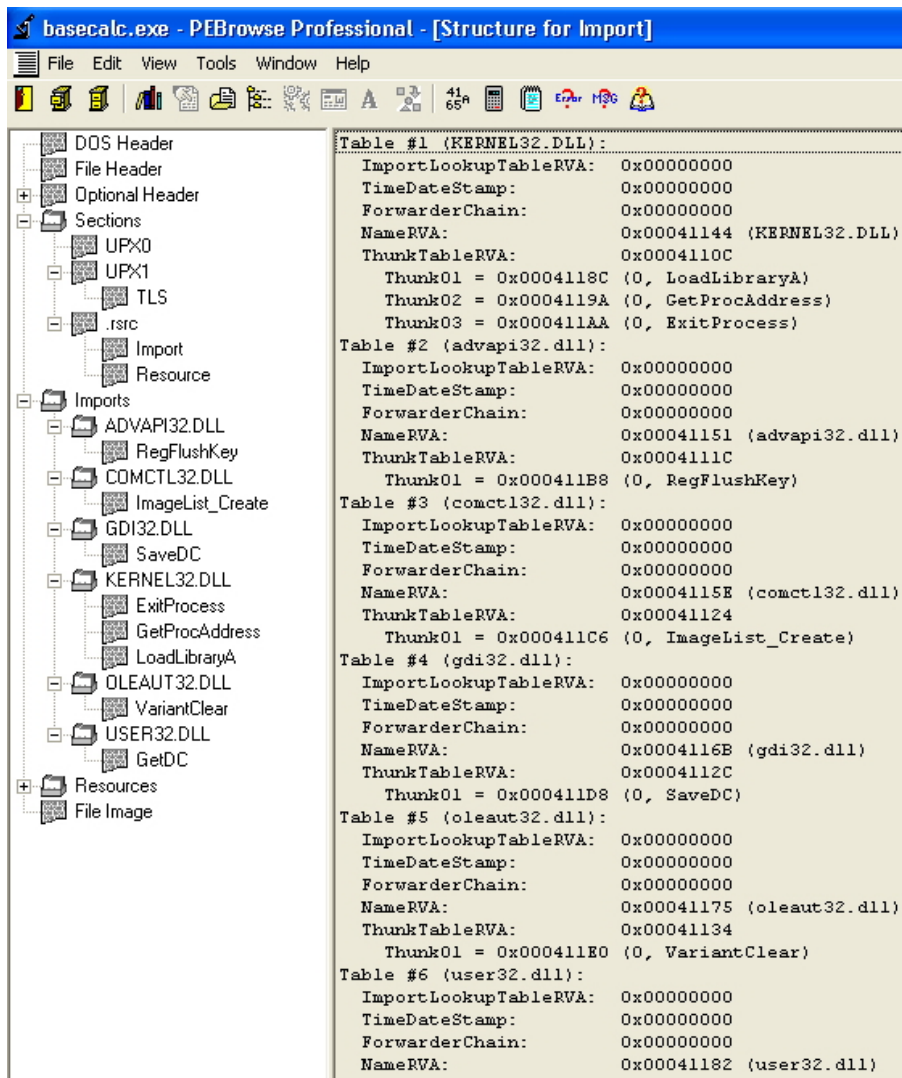 basecalc.exe - PEBrowse Professional - [Structure for Import]
File Edit View Tools Window Help
41 65 A Error MSG
DOS Header
File Header
Optional Header
Sections
UPX0
UPX1
TLS
.rsrc
Import
Resource
Imports
ADVAPI32.DLL
RegFlushKey
COMCTL32.DLL
ImageList_Create
GDI32.DLL
SaveDC
KERNEL32.DLL
ExitProcess
GetProcAddress
LoadLibraryA
OLEAUT32.DLL
VariantClear
USER32.DLL
GetDC
Resources
File Image
Table #1 (KERNEL32.DLL):
ImportLookupTableRVA: 0x00000000
TimeDateStamp: 0x00000000
ForwarderChain: 0x00000000
NameRVA: 0x00041144 (KERNEL32.DLL)
ThunkTableRVA: 0x0004110C
Thunk01 = 0x0004118C (0, LoadLibraryA)
Thunk02 = 0x0004119A (0, GetProcAddress)
Thunk03 = 0x000411AA (0, ExitProcess)
Table #2 (advapi32.dll):
ImportLookupTableRVA: 0x00000000
TimeDateStamp: 0x00000000
ForwarderChain: 0x00000000
NameRVA: 0x00041151 (advapi32.dll)
ThunkTableRVA: 0x0004111C
Thunk01 = 0x000411B8 (0, RegFlushKey)
Table #3 (comctl32.dll):
ImportLookupTableRVA: 0x00000000
TimeDateStamp: 0x00000000
ForwarderChain: 0x00000000
NameRVA: 0x0004115E (comctl32.dll)
ThunkTableRVA: 0x00041124
Thunk01 = 0x000411C6 (0, ImageList_Create)
Table #4 (gdi32.dll):
ImportLookupTableRVA: 0x00000000
TimeDateStamp: 0x00000000
ForwarderChain: 0x00000000
NameRVA: 0x0004116B (gdi32.dll)
ThunkTableRVA: 0x0004112C
Thunk01 = 0x000411D8 (0, SaveDC)
Table #5 (oleaut32.dll):
ImportLookupTableRVA: 0x00000000
TimeDateStamp: 0x00000000
ForwarderChain: 0x00000000
NameRVA: 0x00041175 (oleaut32.dll)
ThunkTableRVA: 0x00041134
Thunk01 = 0x000411E0 (0, VariantClear)
Table #6 (user32.dll):
ImportLookupTableRVA: 0x00000000
TimeDateStamp: 0x00000000
ForwarderChain: 0x00000000
NameRVA: 0x00041182 (user32.dll)